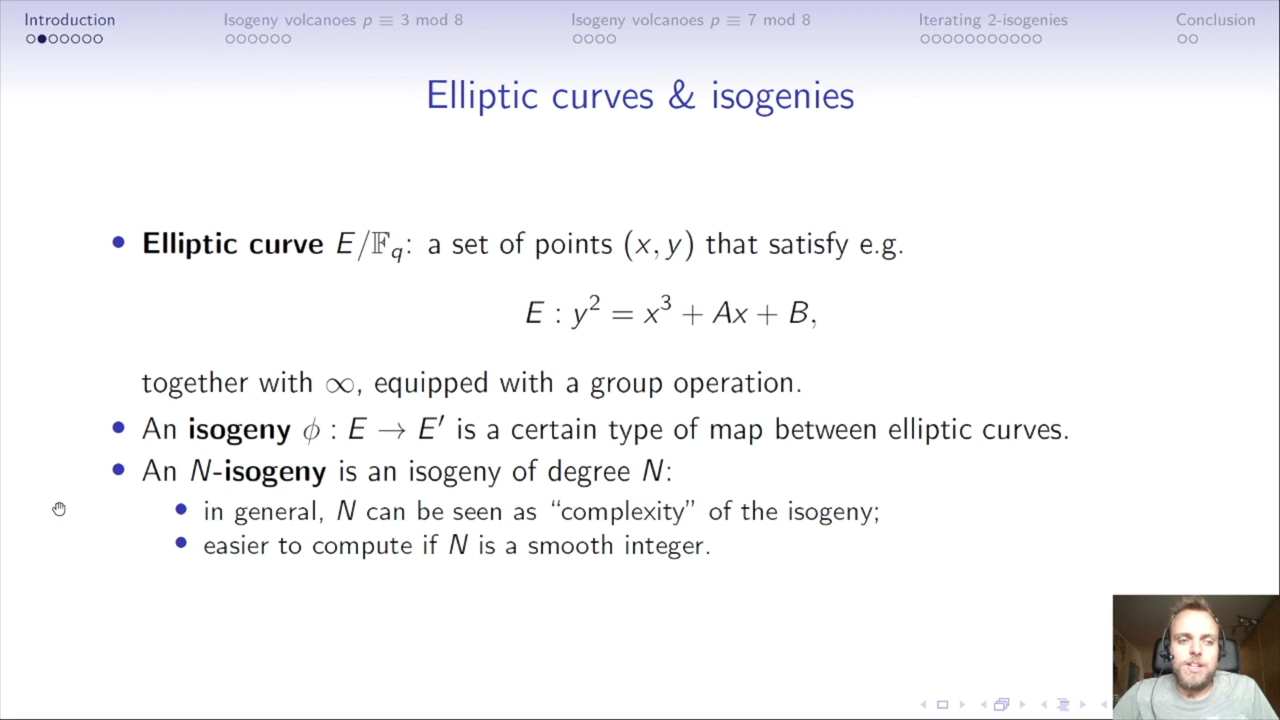 Introduction
Isogeny volcanoes p ≡ 3 mod 8
Isogeny volcanoes p ≡ 7 mod 8
Iterating 2-isogenies
Conclusion
Elliptic curves & isogenies
• Elliptic curve E/𝔽_q: a set of points (x, y) that satisfy e.g.
E : y² = x³ + Ax + B,
together with ∞, equipped with a group operation.
• An isogeny ϕ : E → E′ is a certain type of map between elliptic curves.
• An N-isogeny is an isogeny of degree N:
• in general, N can be seen as “complexity” of the isogeny;
• easier to compute if N is a smooth integer.